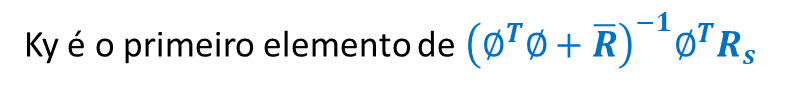 Ky é o primeiro elemento de (∅ᵀ∅ + R̅)⁻¹∅ᵀRₛ